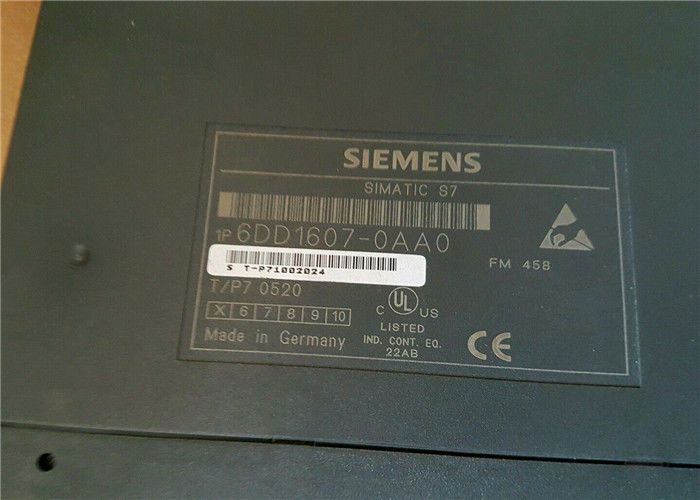 SIEMENS
SIMATIC S7
1P 6DD1607-0AA0
S T-P71002024
FM 458
T/P7 0520
X 6 7 8 9 10
C UL US
LISTED
Made in Germany
IND. CONT. EQ.
22AB
CE